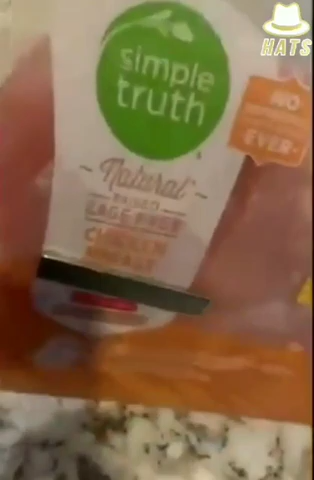 HATS
simple
truth
NO
EVER
Natural
RAISED
CAGE FREE
CHICKEN
BREAST